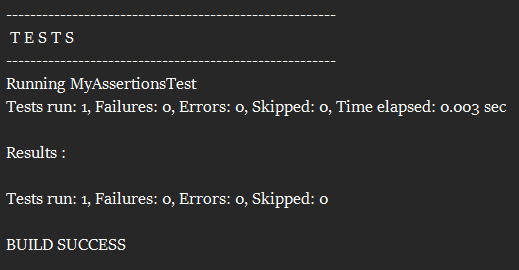 -------------------------------------------------------
T E S T S
-------------------------------------------------------
Running MyAssertionsTest
Tests run: 1, Failures: 0, Errors: 0, Skipped: 0, Time elapsed: 0.003 sec
Results :
Tests run: 1, Failures: 0, Errors: 0, Skipped: 0
BUILD SUCCESS